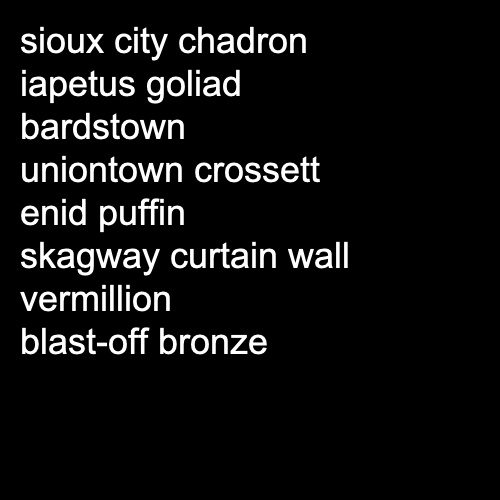 sioux city chadron
iapetus goliad
bardstown
uniontown crossett
enid puffin
skagway curtain wall
vermillion
blast-off bronze